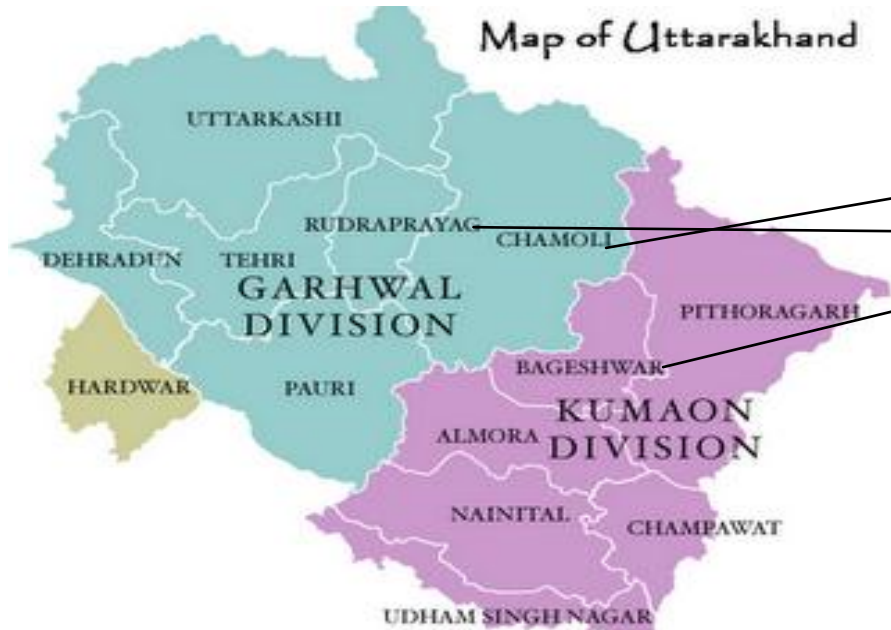 Map of Uttarakhand
UTTARKASHI
RUDRAPRAYAG
CHAMOLI
DEHRADUN
TEHRI
GARHWAL
DIVISION
PITHORAGARH
HARDWAR
PAURI
BAGESHWAR
KUMAON
DIVISION
ALMORA
NAINITAL
CHAMPAWAT
UDHAM SINGH NAGAR